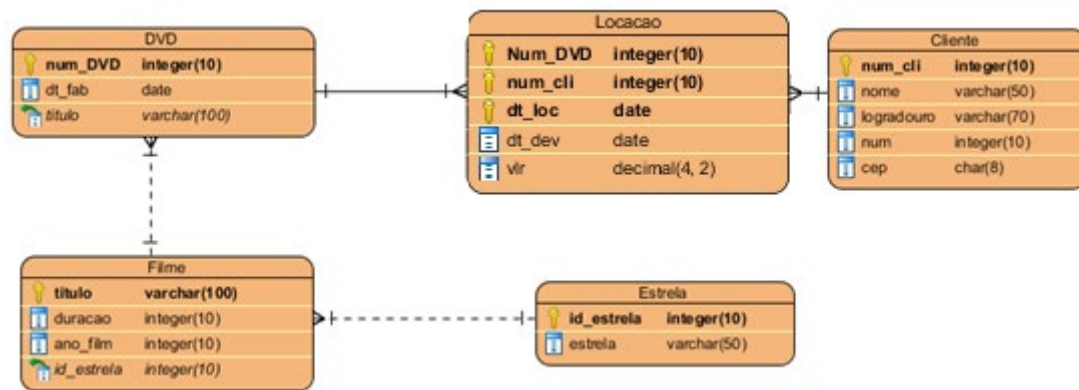 DVD
num_DVD integer(10)
dt_fab date
titulo varchar(100)
Locacao
Num_DVD integer(10)
num_cli integer(10)
dt_loc date
dt_dev date
vlr decimal(4, 2)
Cliente
num_cli integer(10)
nome varchar(50)
logradouro varchar(70)
num integer(10)
cep char(8)
Filme
titulo varchar(100)
duracao integer(10)
ano_film integer(10)
id_estrela integer(10)
Estrela
id_estrela integer(10)
estrela varchar(50)